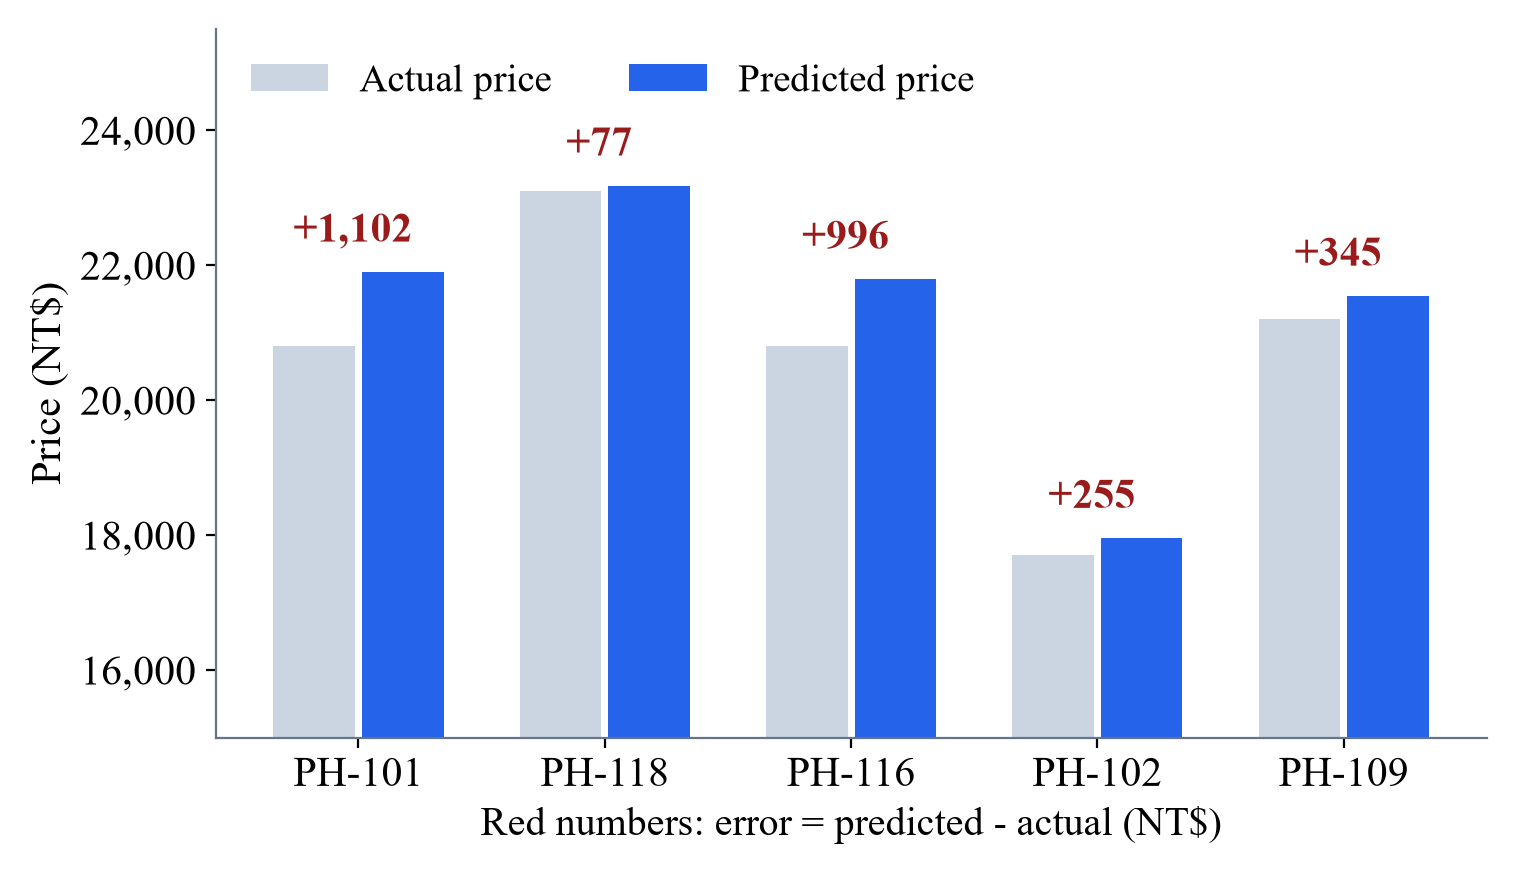 Actual price Predicted price
+1,102 +77 +996 +255 +345
Price (NT$)
24,000
22,000
20,000
18,000
16,000
PH-101 PH-118 PH-116 PH-102 PH-109
Red numbers: error = predicted - actual (NT$)